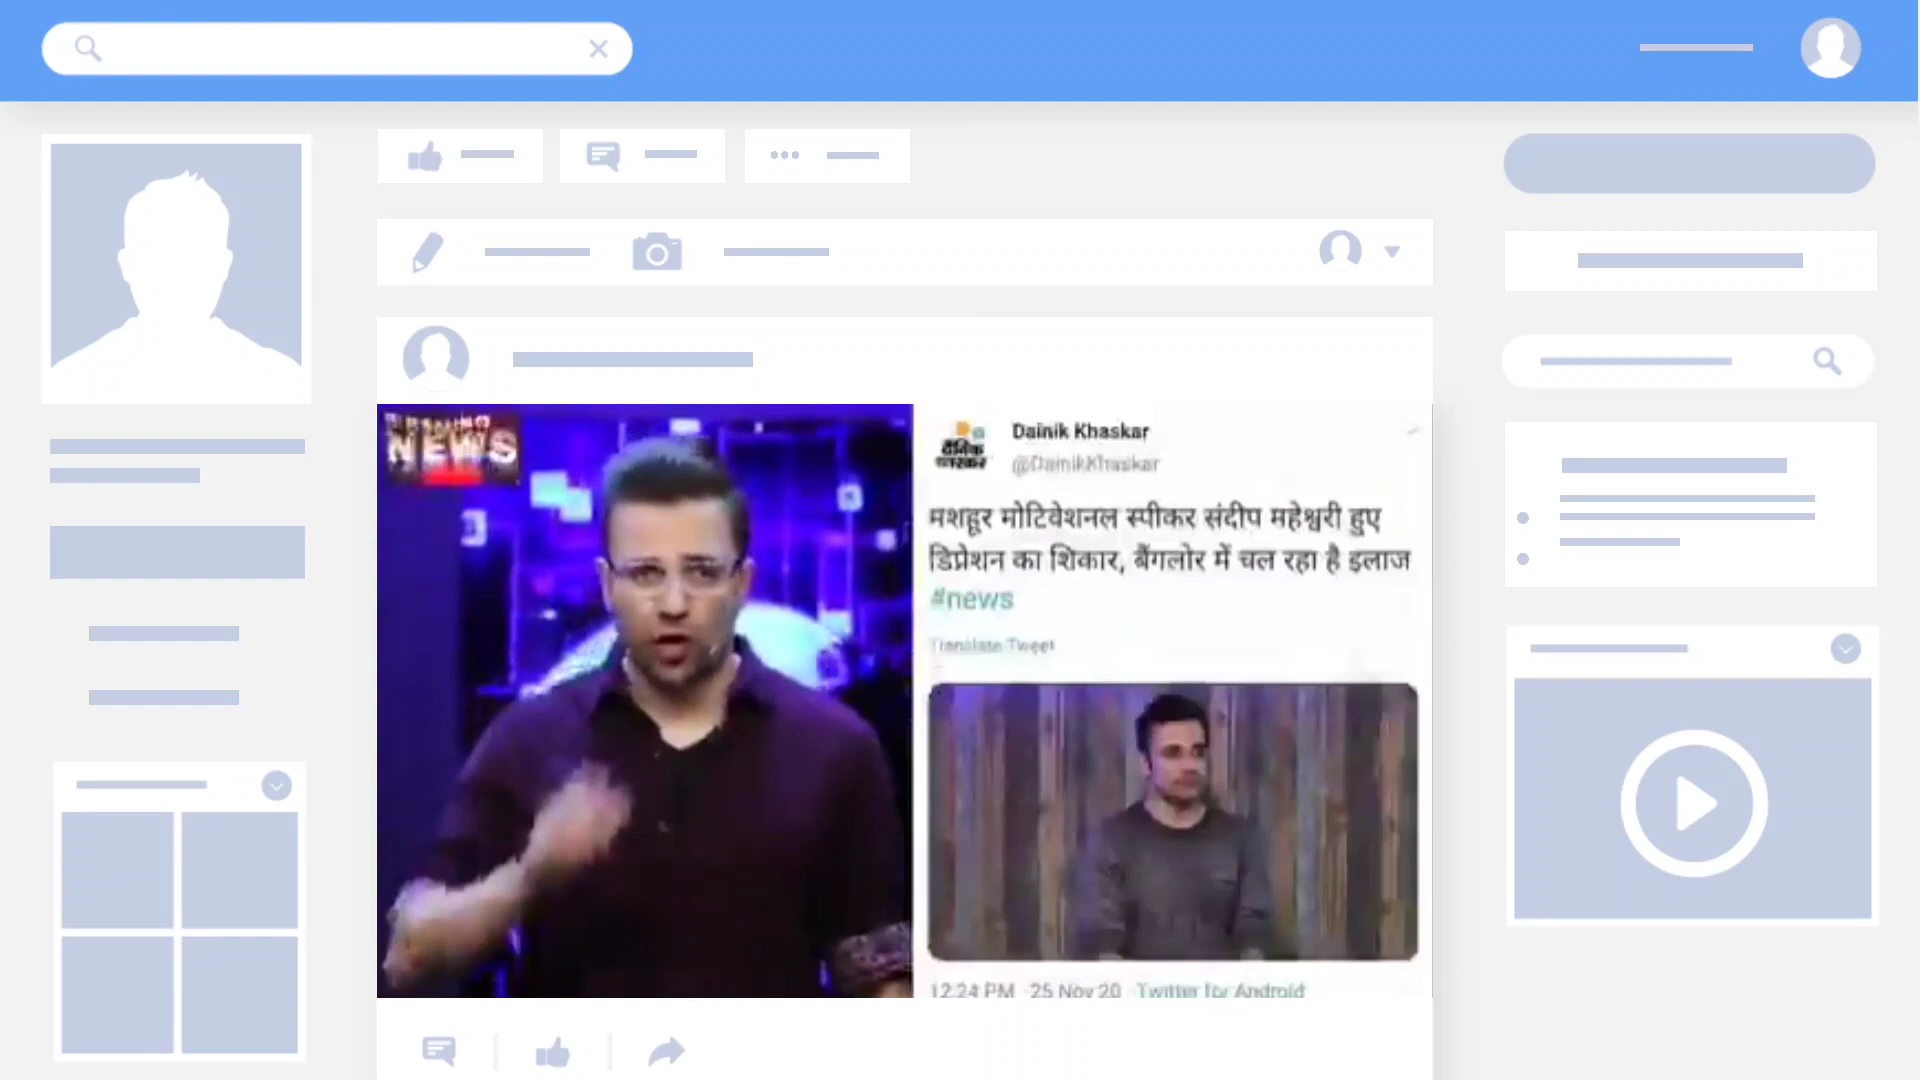 BREAKING
NEWS
दैनिक
Dainik Khaskar
@DainikKhaskar
मशहूर मोटिवेशनल स्पीकर संदीप महेश्वरी हुए
डिप्रेशन का शिकार, बैंगलोर में चल रहा है इलाज
#news
Translate Tweet
12:24 PM · 25 Nov 20 · Twitter for Android